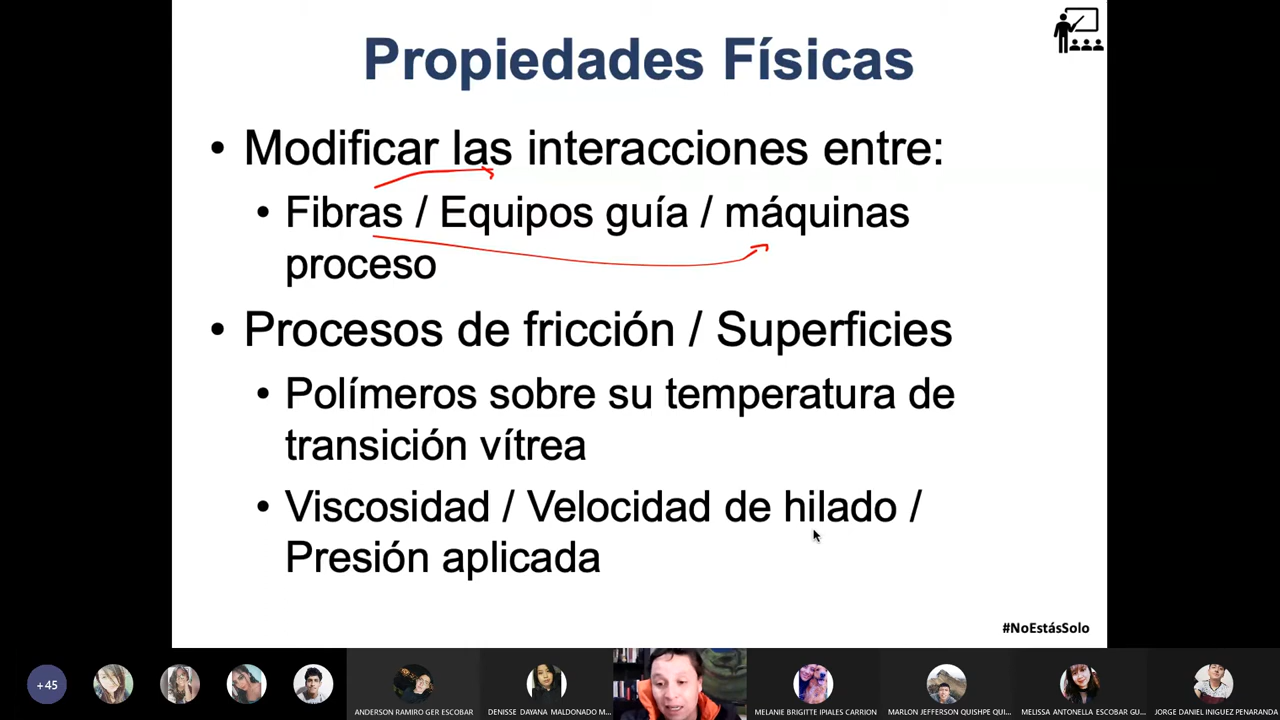 Propiedades Físicas
• Modificar las interacciones entre:
• Fibras / Equipos guía / máquinas
proceso
• Procesos de fricción / Superficies
• Polímeros sobre su temperatura de
transición vítrea
• Viscosidad / Velocidad de hilado /
Presión aplicada
#NoEstásSolo
+45
ANDERSON RAMIRO GER ESCOBAR
DENISSE DAYANA MALDONADO M...
MELANIE BRIGITTE IPIALES CARRION
MARLON JEFFERSON QUISHPE QUI...
MELISSA ANTONELLA ESCOBAR GU...
JORGE DANIEL INIGUEZ PENARANDA